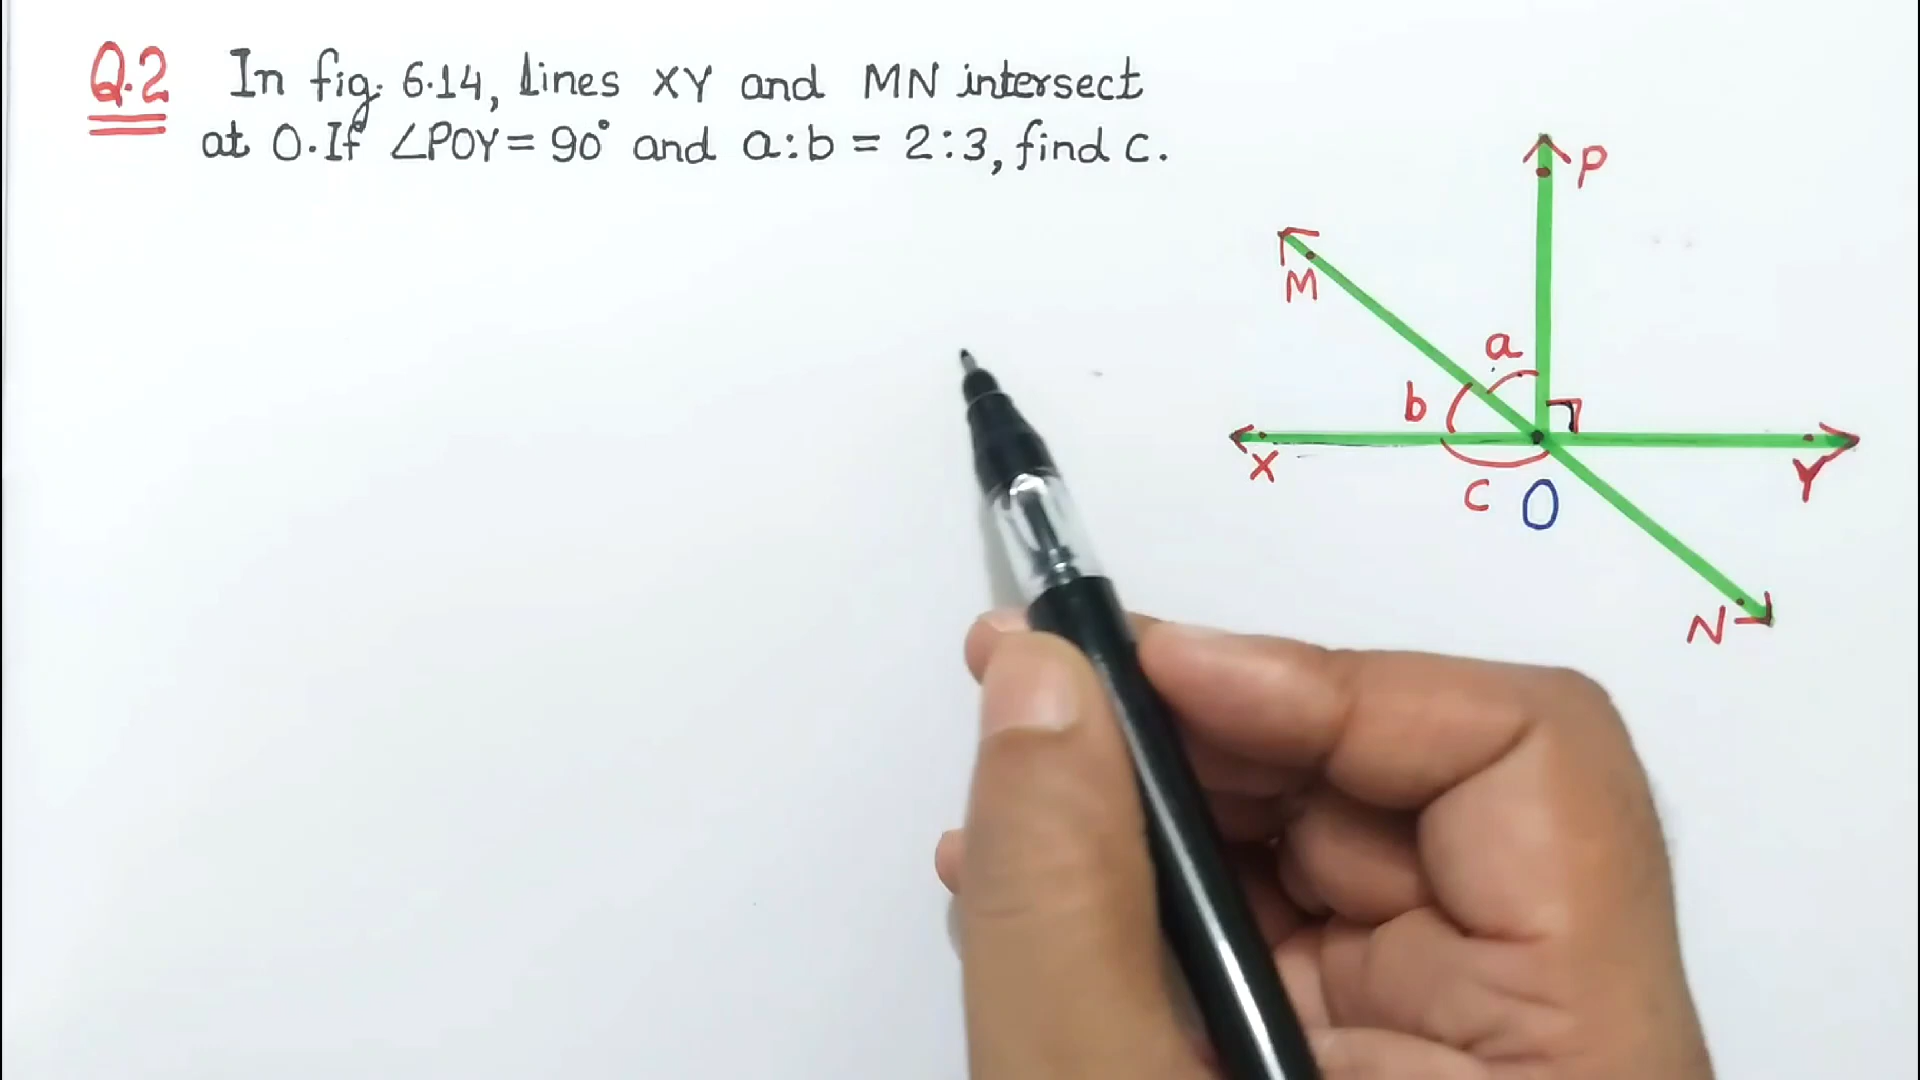 Q.2 In fig. 6.14, lines XY and MN intersect
at O. If ∠POY = 90° and a:b = 2:3, find c.
P
M
a
b
X
Y
c
O
N